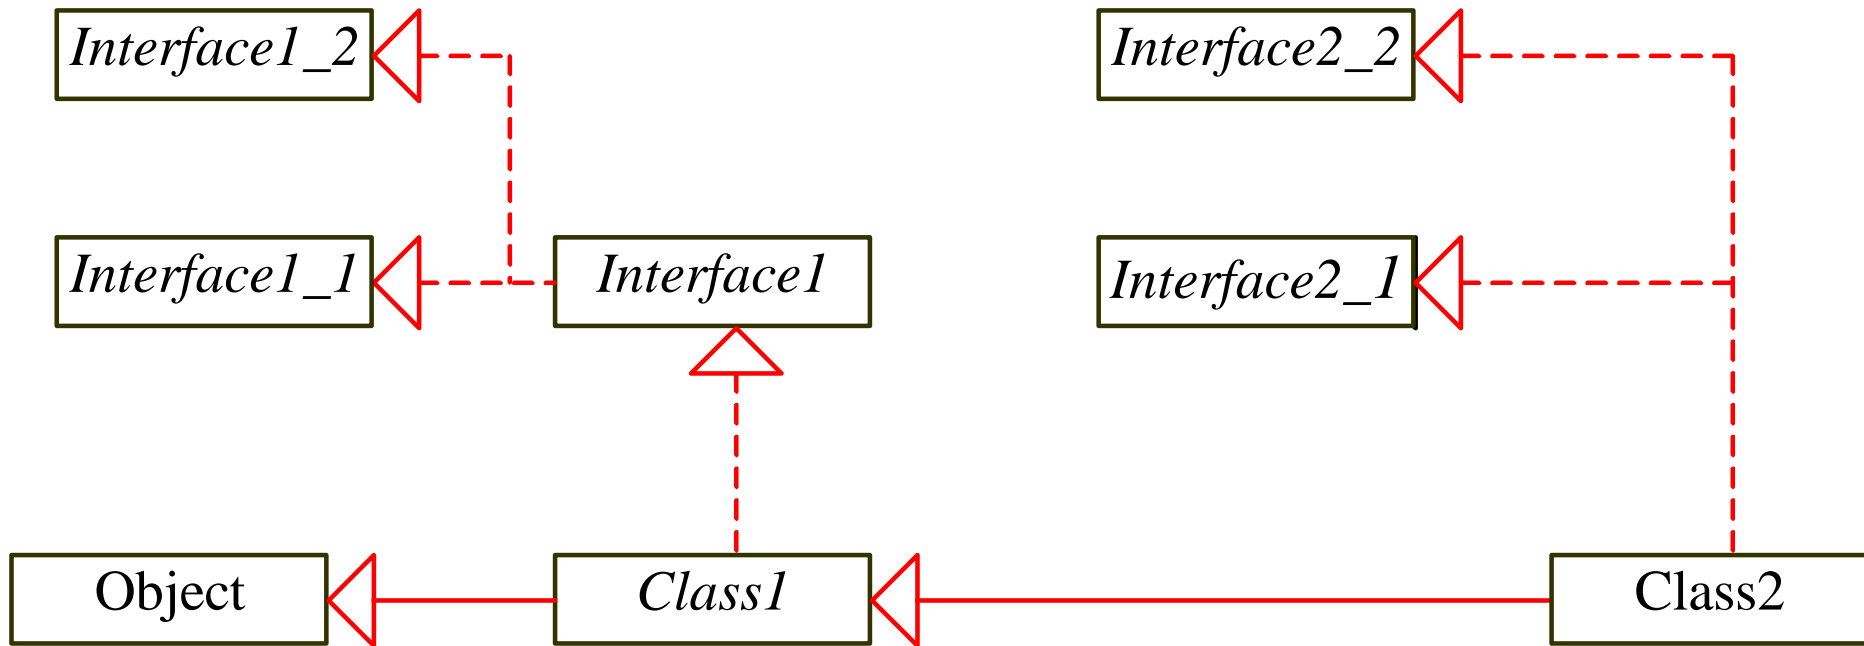 Interface1_2
Interface2_2
Interface1_1
Interface1
Interface2_1
Object
Class1
Class2